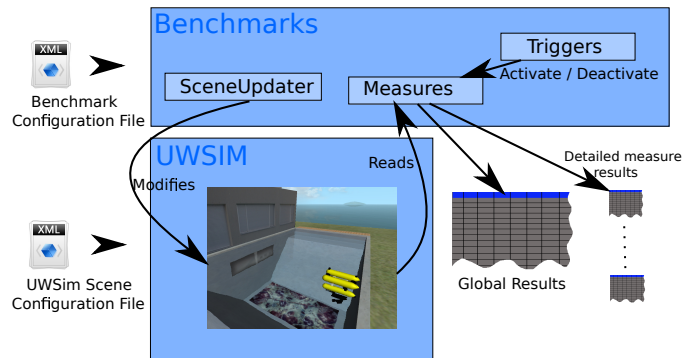 Benchmarks
XML
Triggers
Activate / Deactivate
SceneUpdater
Measures
Benchmark
Configuration File
UWSIM
Reads
Modifies
Detailed measure
results
XML
UWSim Scene
Configuration File
Global Results